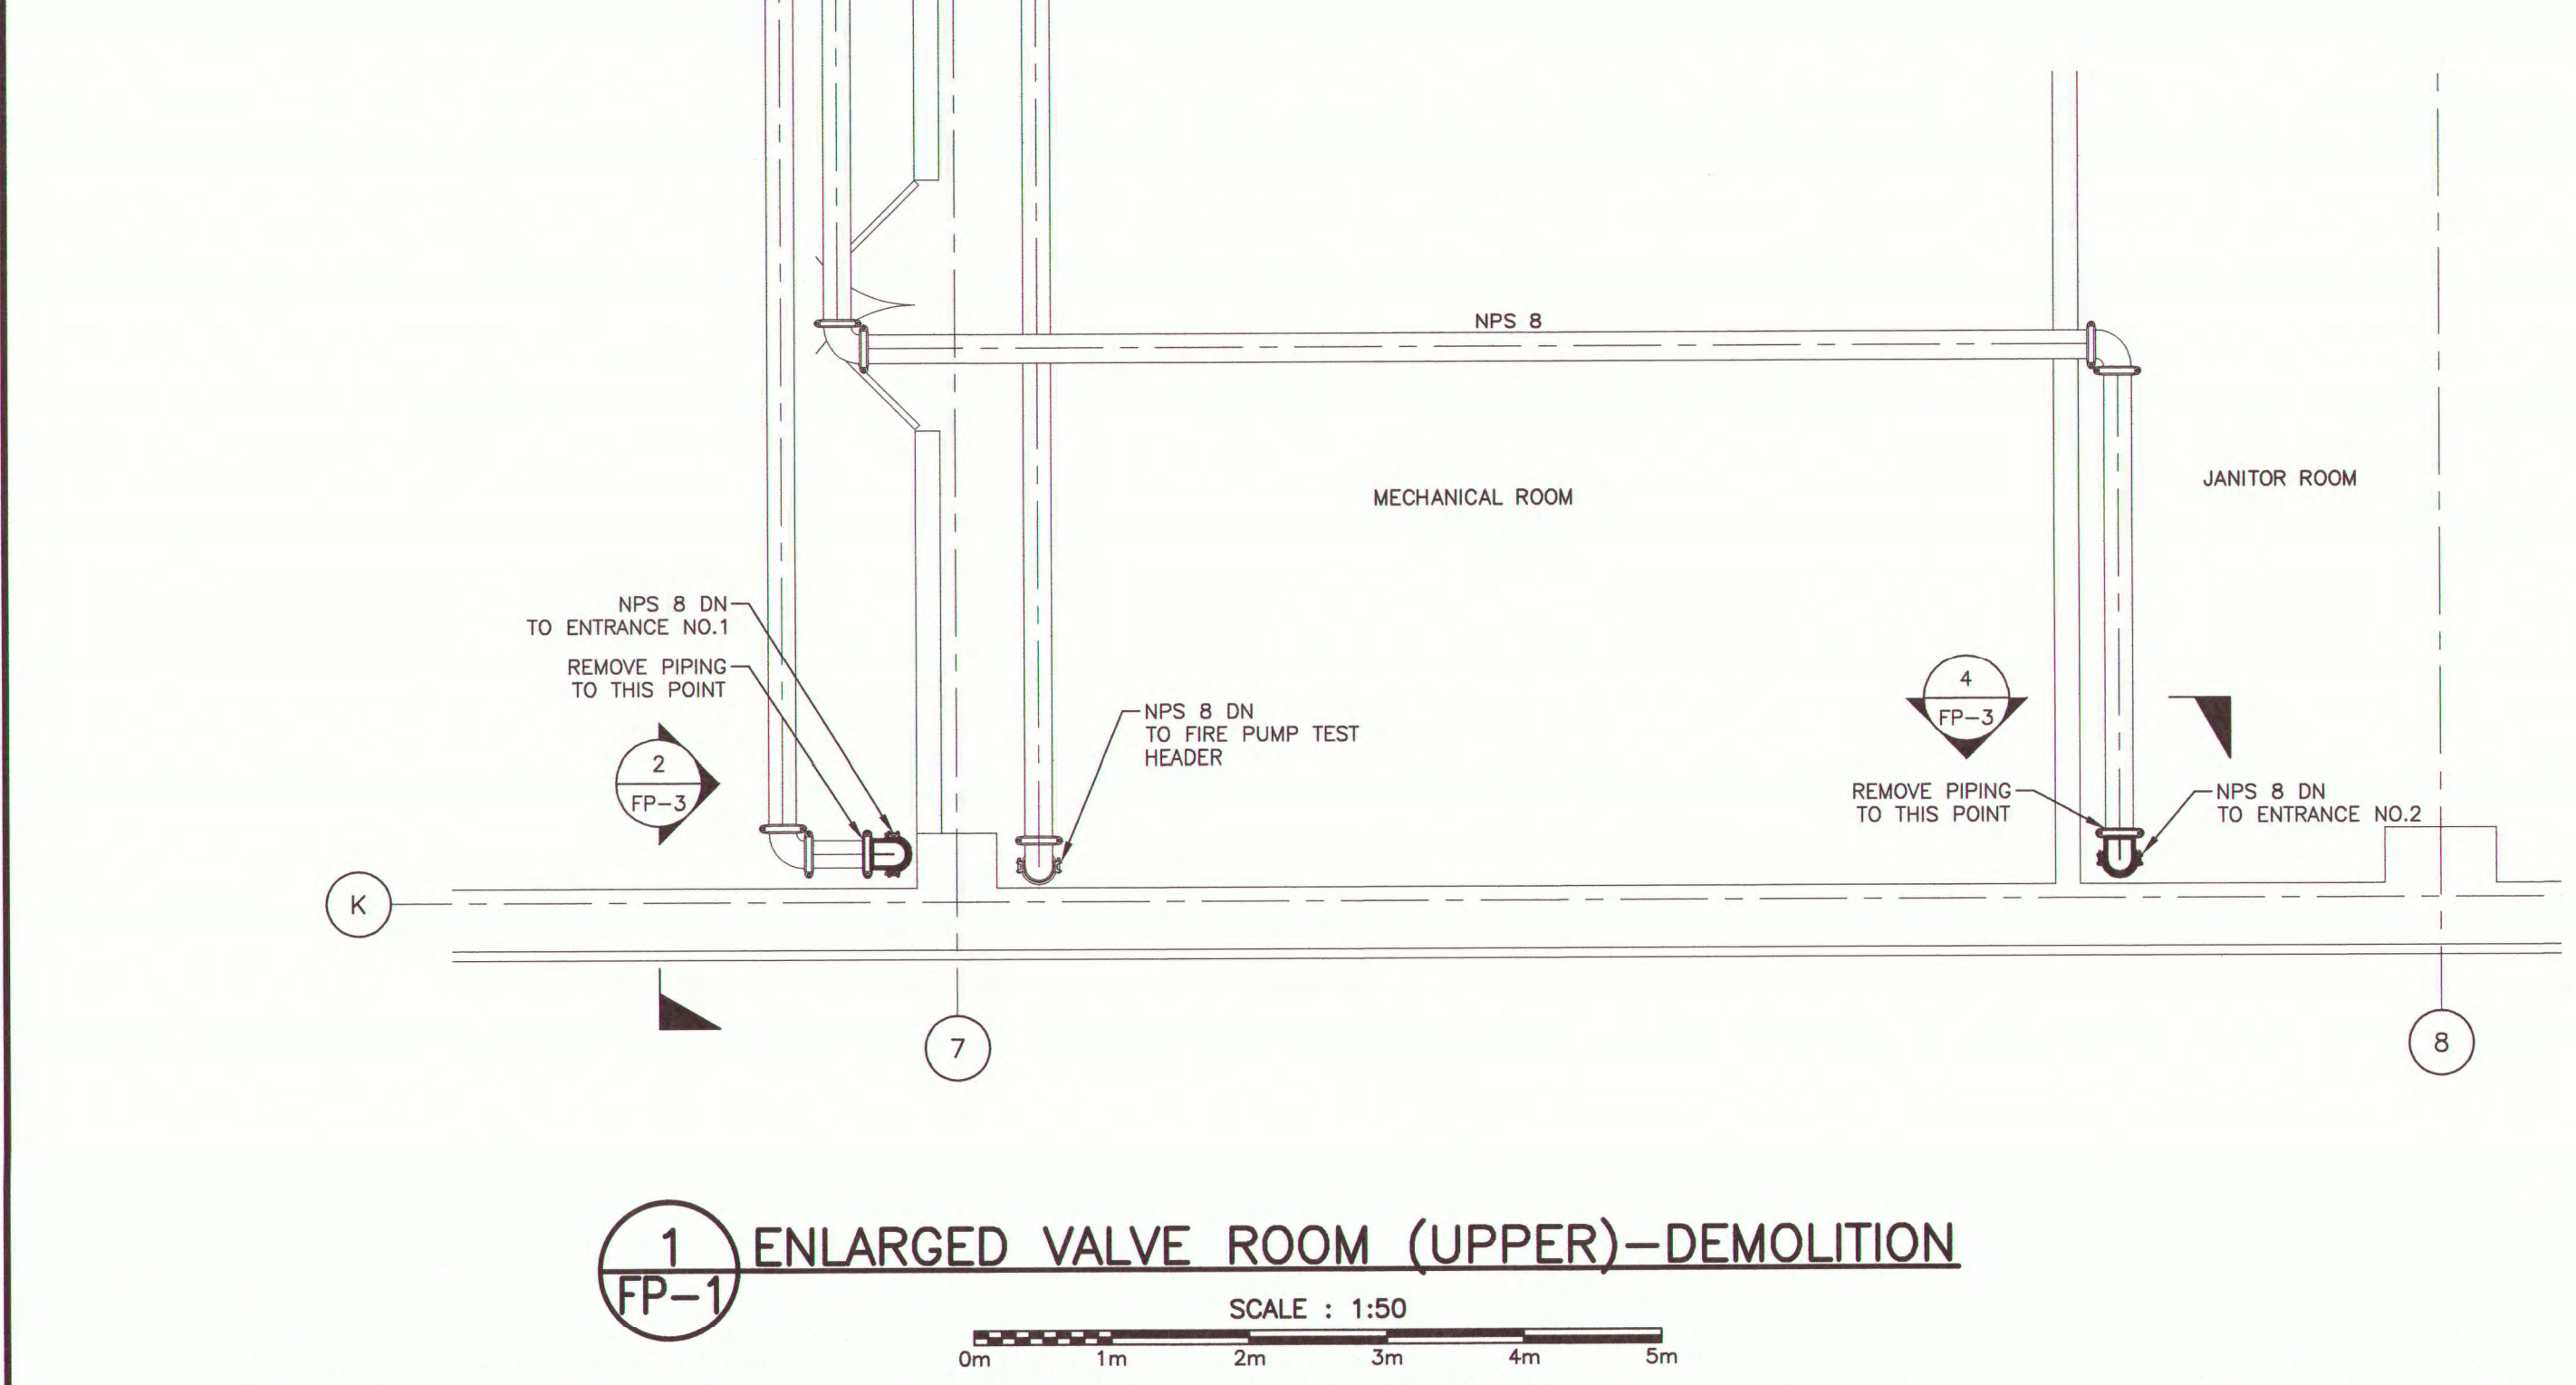 NPS 8
MECHANICAL ROOM
JANITOR ROOM
NPS 8 DN
TO ENTRANCE NO.1
REMOVE PIPING
TO THIS POINT
2
FP-3
NPS 8 DN
TO FIRE PUMP TEST
HEADER
4
FP-3
REMOVE PIPING
TO THIS POINT
NPS 8 DN
TO ENTRANCE NO.2
K
7
8
1
FP-1
ENLARGED VALVE ROOM (UPPER)-DEMOLITION
SCALE : 1:50
0m 1m 2m 3m 4m 5m